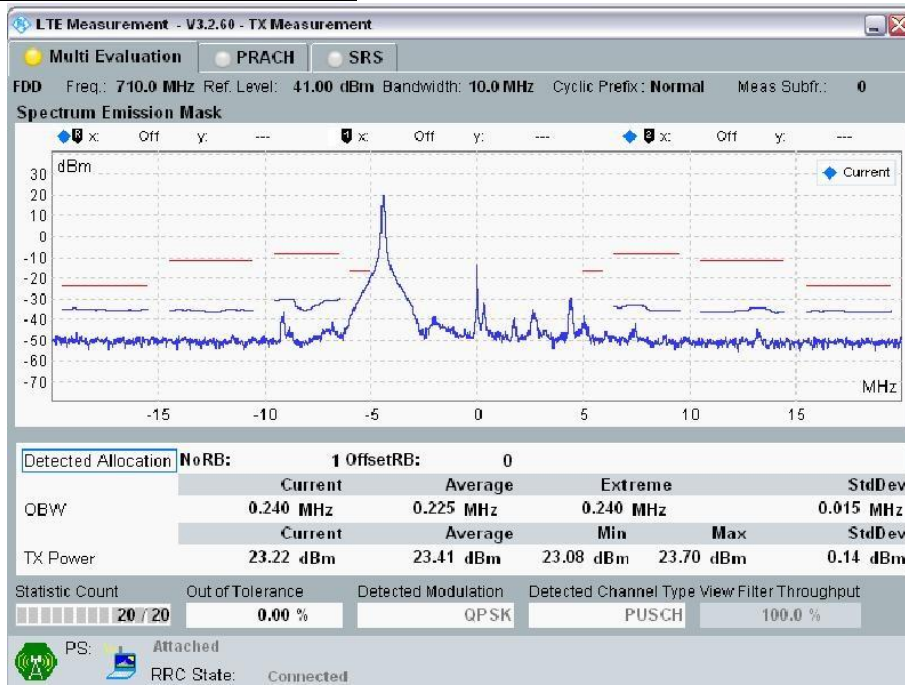 LTE Measurement - V3.2.60 - TX Measurement
Multi Evaluation PRACH SRS
FDD Freq.: 710.0 MHz Ref. Level: 41.00 dBm Bandwidth: 10.0 MHz Cyclic Prefix: Normal Meas Subfr.: 0
Spectrum Emission Mask
R x: Off y: --- 1 x: Off y: --- 2 x: Off y: ---
dBm
Current
30
20
10
0
-10
-20
-30
-40
-50
-60
-70
MHz
-15 -10 -5 0 5 10 15
Detected Allocation NoRB: 1 OffsetRB: 0
Current Average Extreme StdDev
OBW 0.240 MHz 0.225 MHz 0.240 MHz 0.015 MHz
Current Average Min Max StdDev
TX Power 23.22 dBm 23.41 dBm 23.08 dBm 23.70 dBm 0.14 dBm
Statistic Count Out of Tolerance Detected Modulation Detected Channel Type View Filter Throughput
20 / 20 0.00 % QPSK PUSCH 100.0 %
PS: Attached
RRC State: Connected